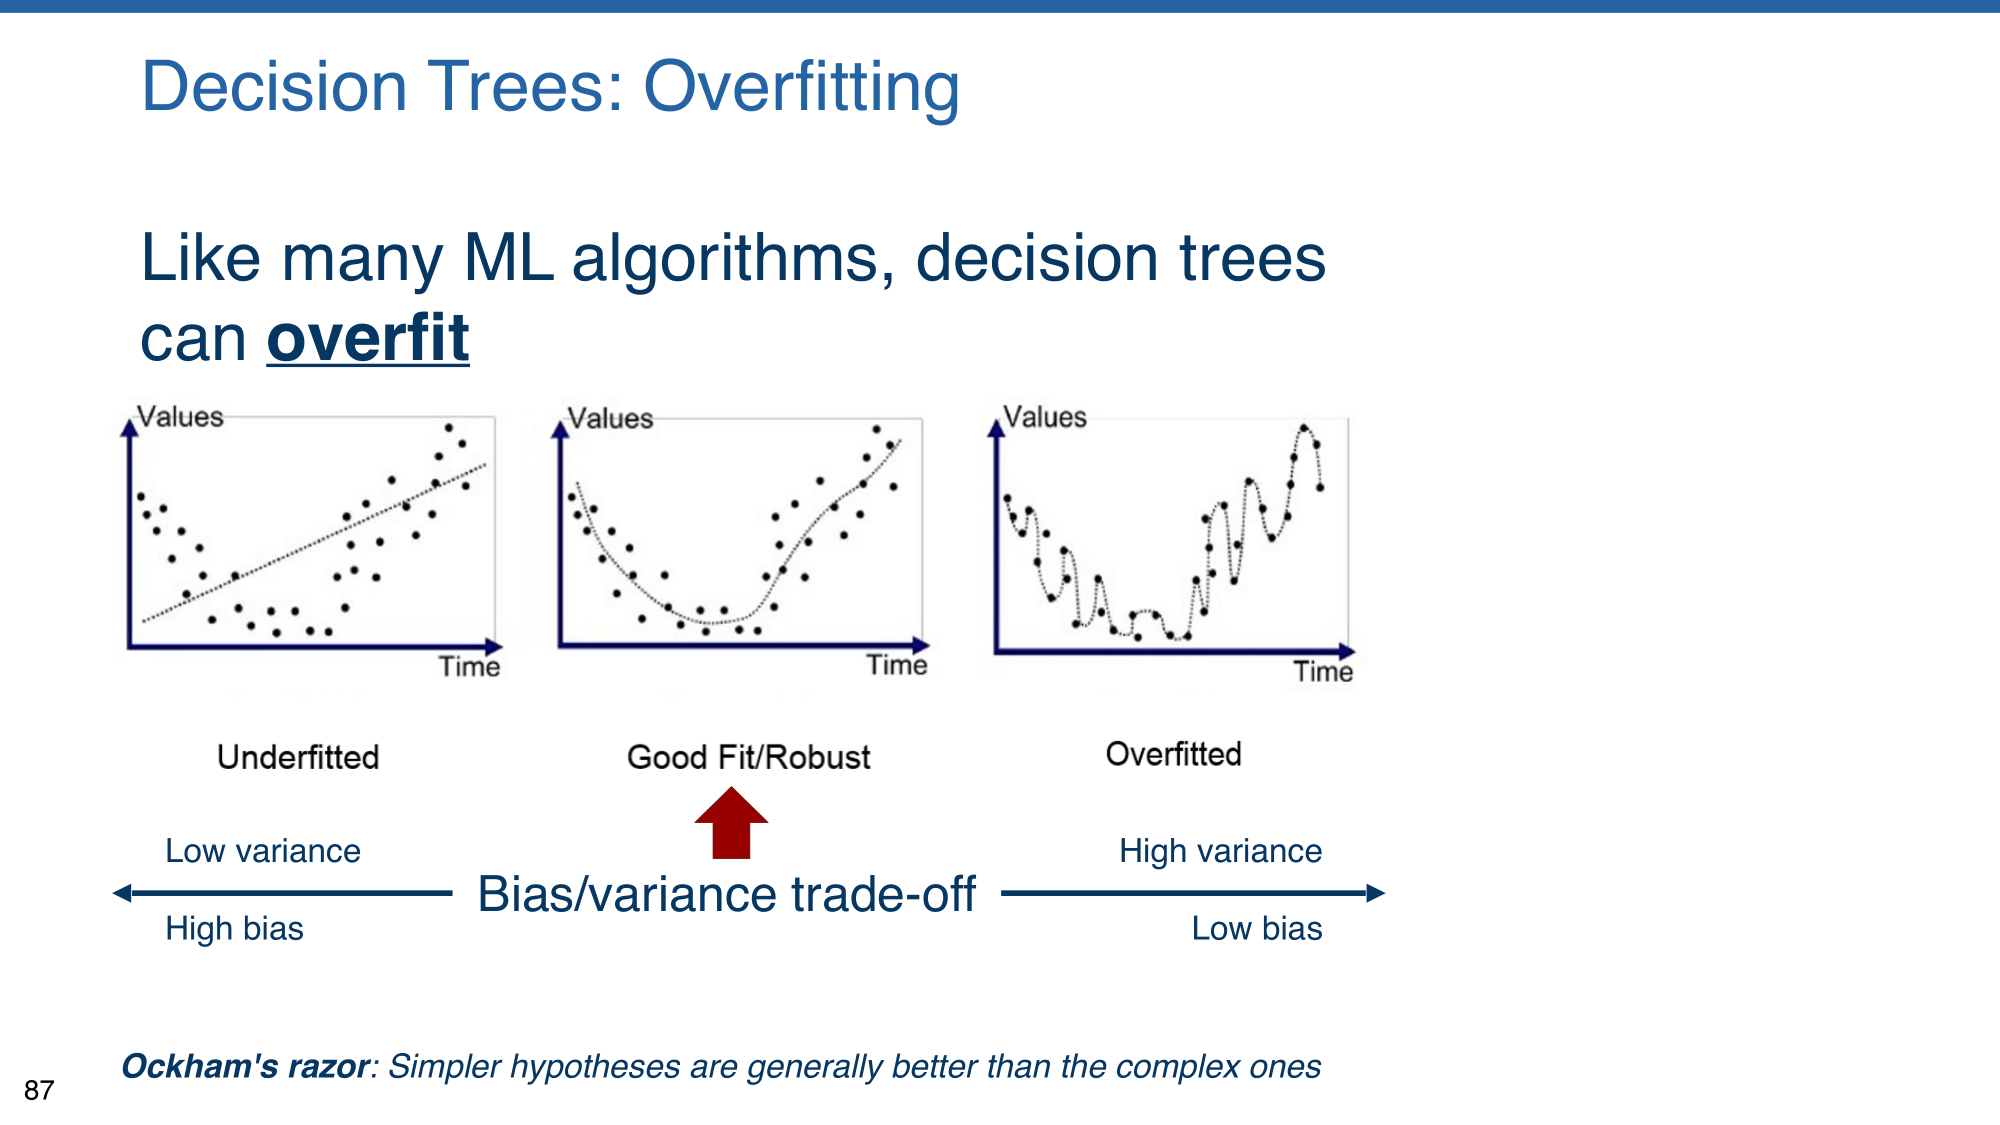 Decision Trees: Overfitting
Like many ML algorithms, decision trees
can overfit
Values
Time
Values
Time
Values
Time
Underfitted
Good Fit/Robust
Overfitted
Low variance
High variance
Bias/variance trade-off
High bias
Low bias
Ockham's razor: Simpler hypotheses are generally better than the complex ones
87